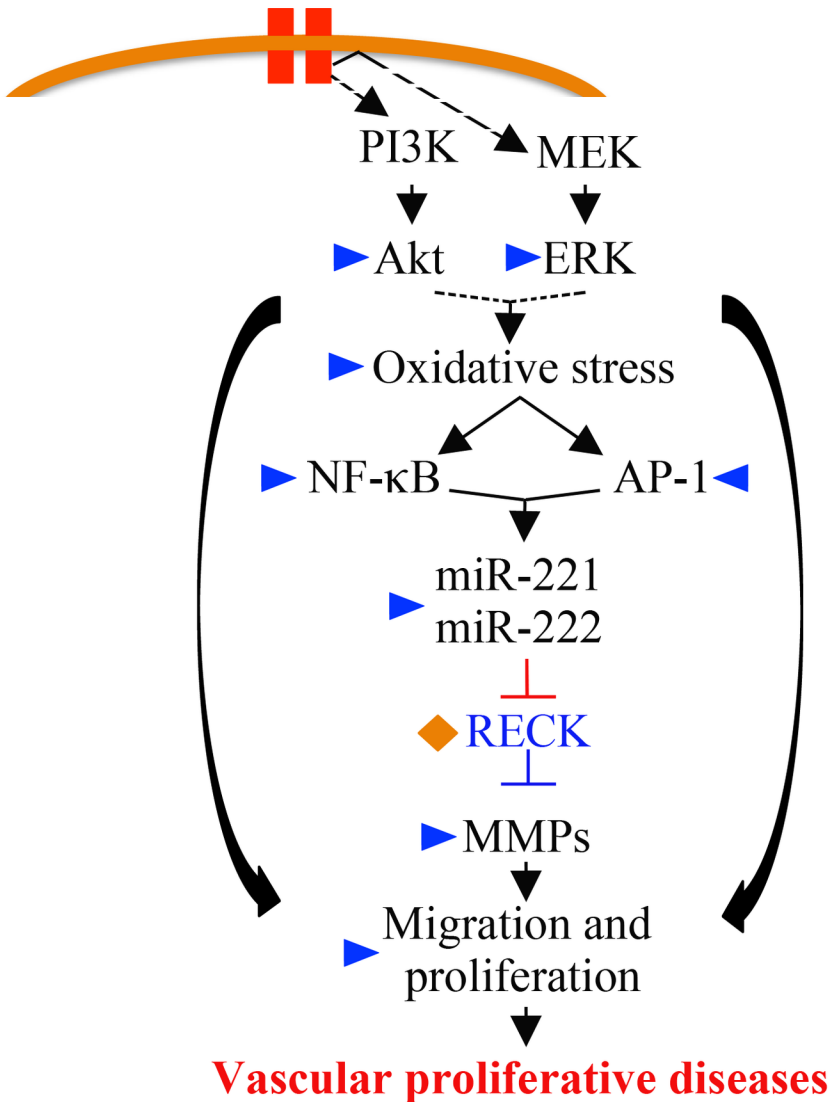 PI3K MEK
Akt ERK
Oxidative stress
NF-κB AP-1
miR-221
miR-222
RECK
MMPs
Migration and
proliferation
Vascular proliferative diseases